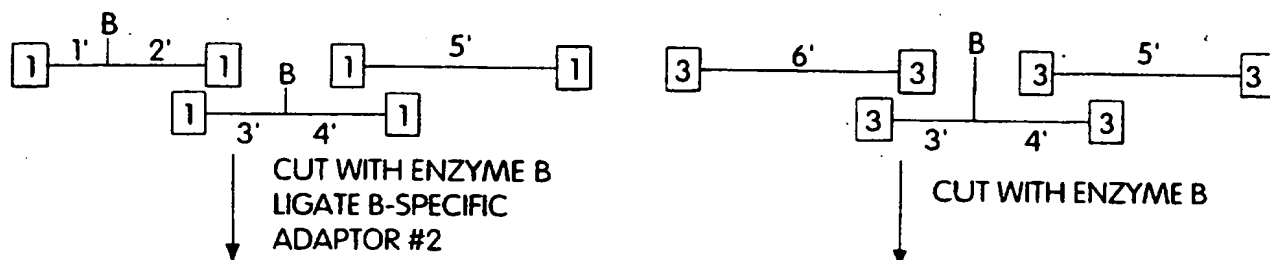 B B
1 1' 2' 1 1 5' 1 3 6' 3 3 5' 3
B
1 3' 4' 1 3 3' 4' 3
CUT WITH ENZYME B
LIGATE B-SPECIFIC
ADAPTOR #2
CUT WITH ENZYME B